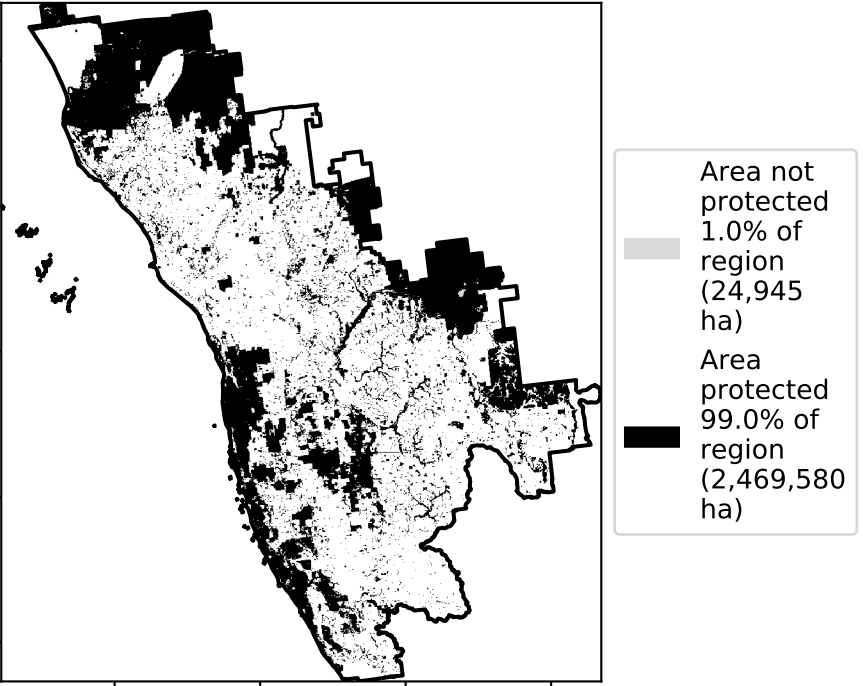 Area not
protected
1.0% of
region
(24,945
ha)
Area
protected
99.0% of
region
(2,469,580
ha)